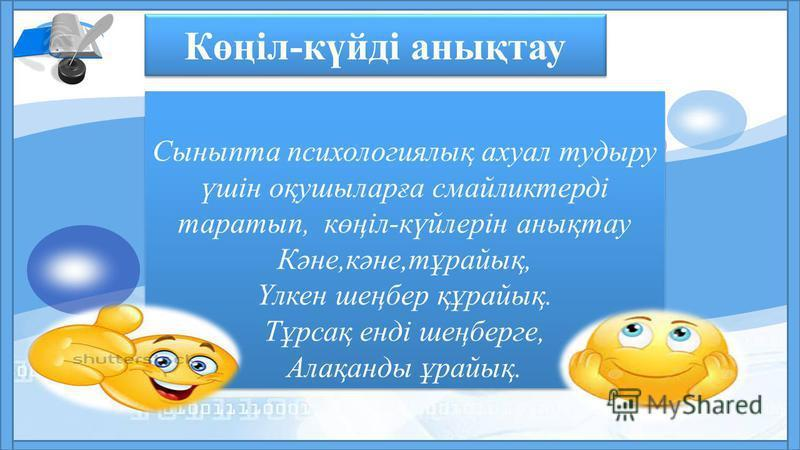 Көңіл-күйді анықтау
Сыныпта психологиялық ахуал тудыру
үшін оқушыларға смайликтерді
таратып, көңіл-күйлерін анықтау
Кәне,кәне,тұрайық,
Үлкен шеңбер құрайық.
Тұрсақ енді шеңберге,
Алақанды ұрайық.
MyShared